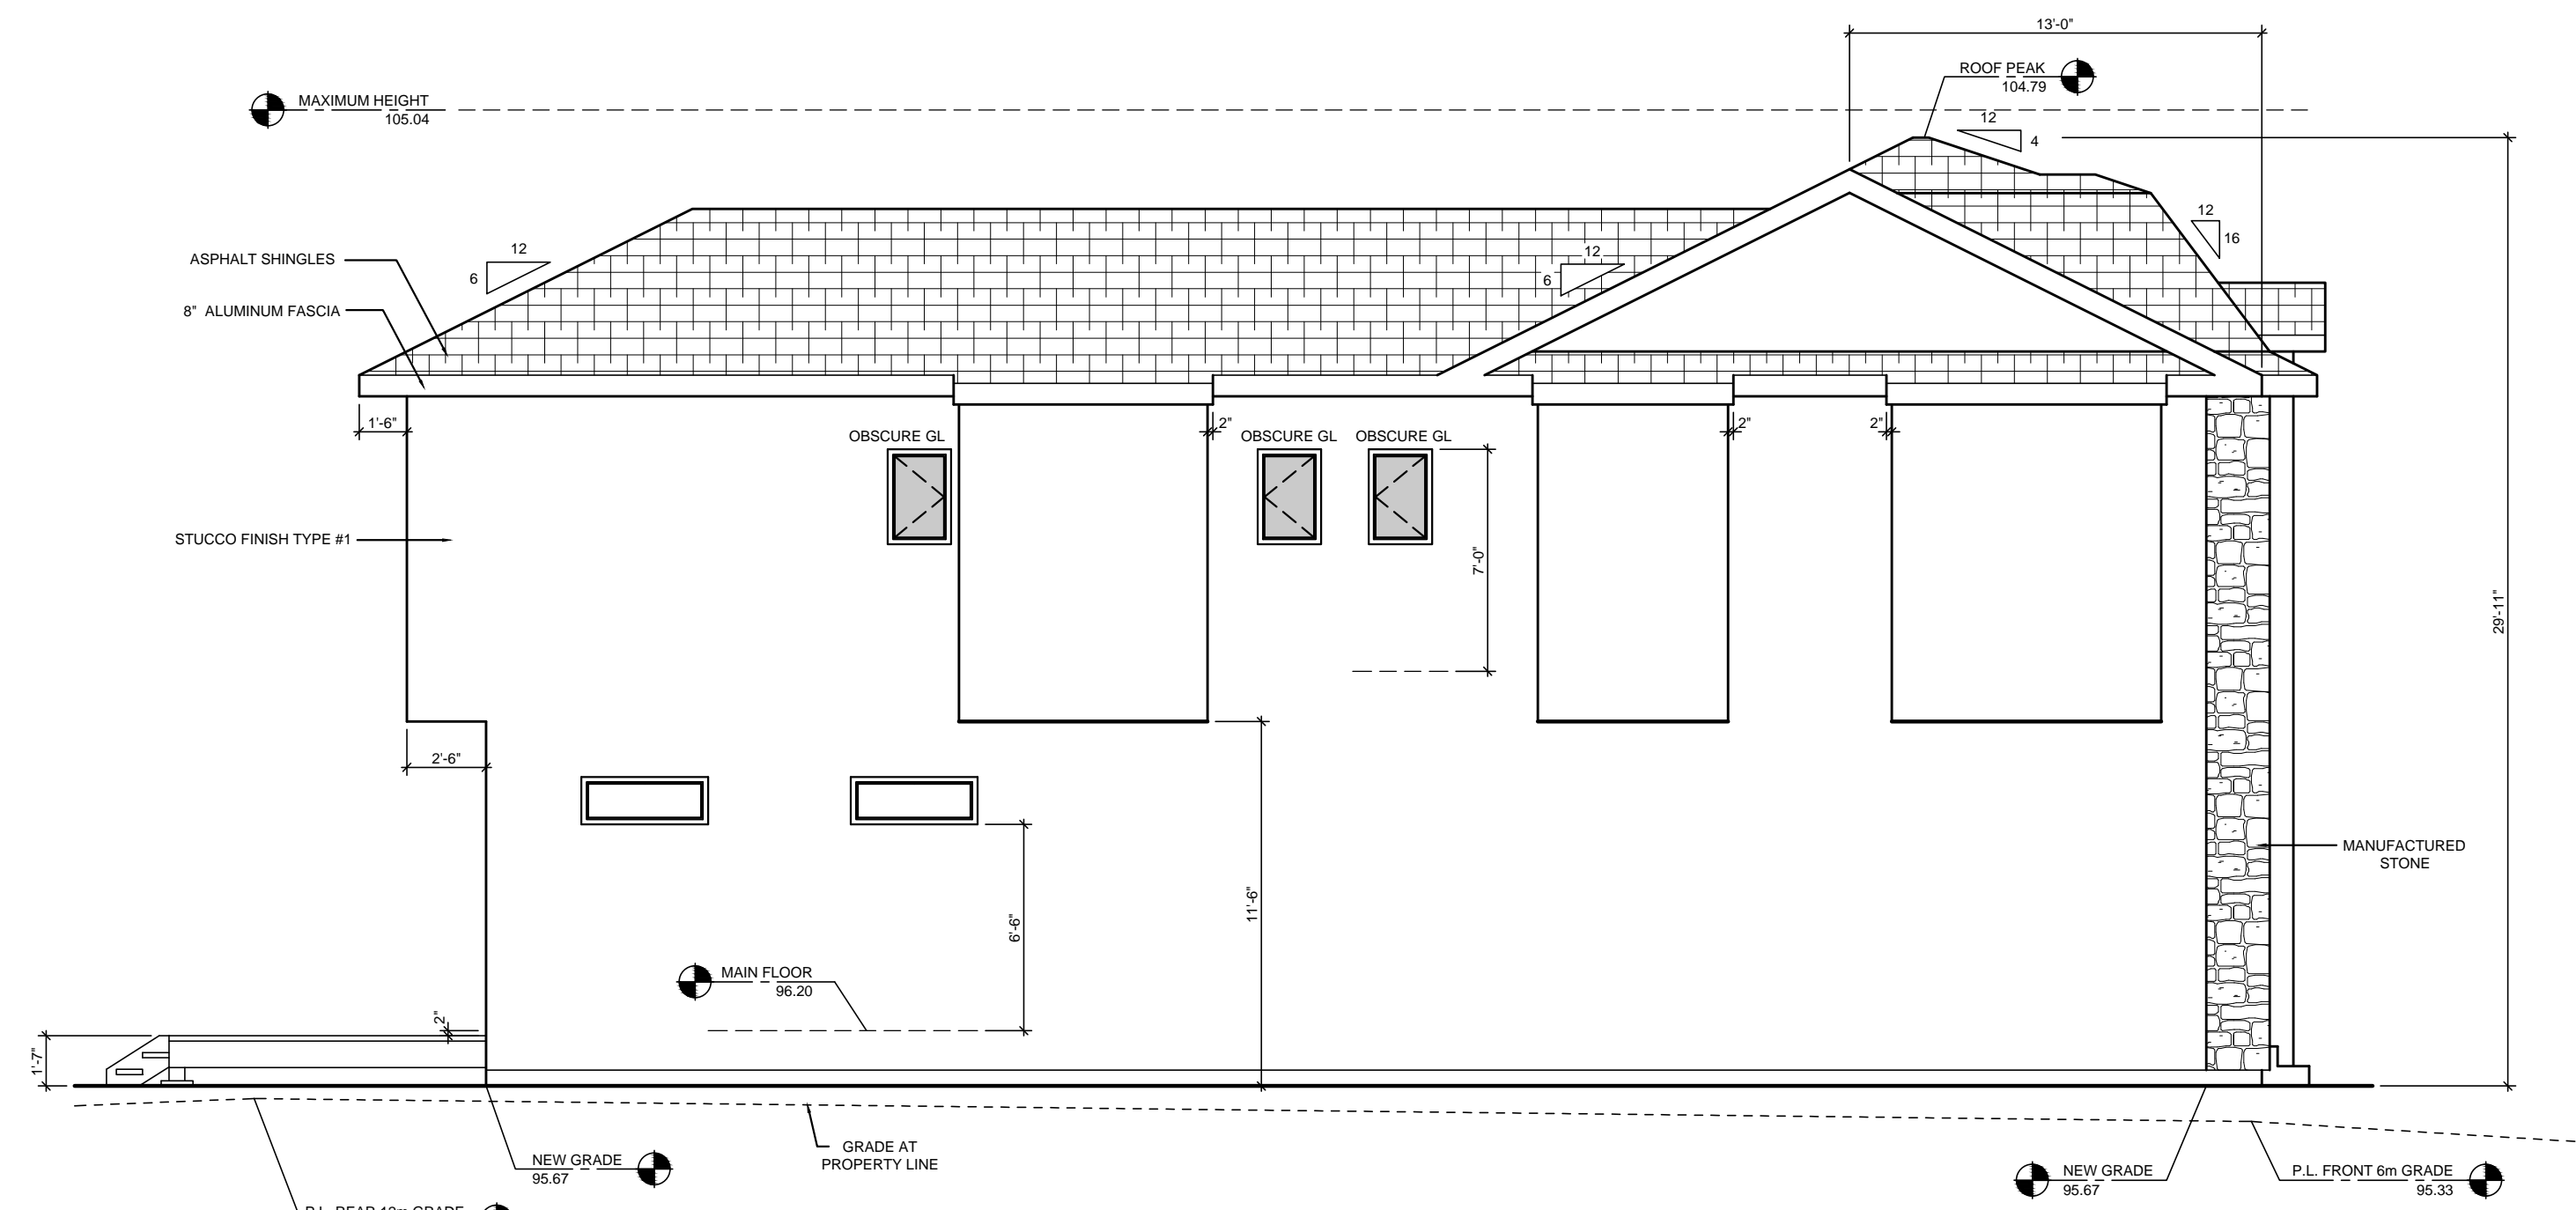 13'-0"
ROOF PEAK
104.79
MAXIMUM HEIGHT
105.04
12
4
12
16
ASPHALT SHINGLES
12
6
12
6
8" ALUMINUM FASCIA
1'-6"
2"
2"
2"
OBSCURE GL
OBSCURE GL
OBSCURE GL
STUCCO FINISH TYPE #1
7'-0"
29'-11"
2'-6"
MANUFACTURED
STONE
11'-6"
6'-6"
MAIN FLOOR
96.20
2"
1'-7"
GRADE AT
PROPERTY LINE
NEW GRADE
95.67
NEW GRADE
95.67
P.L. FRONT 6m GRADE
95.33
P.L. REAR 12m GRADE